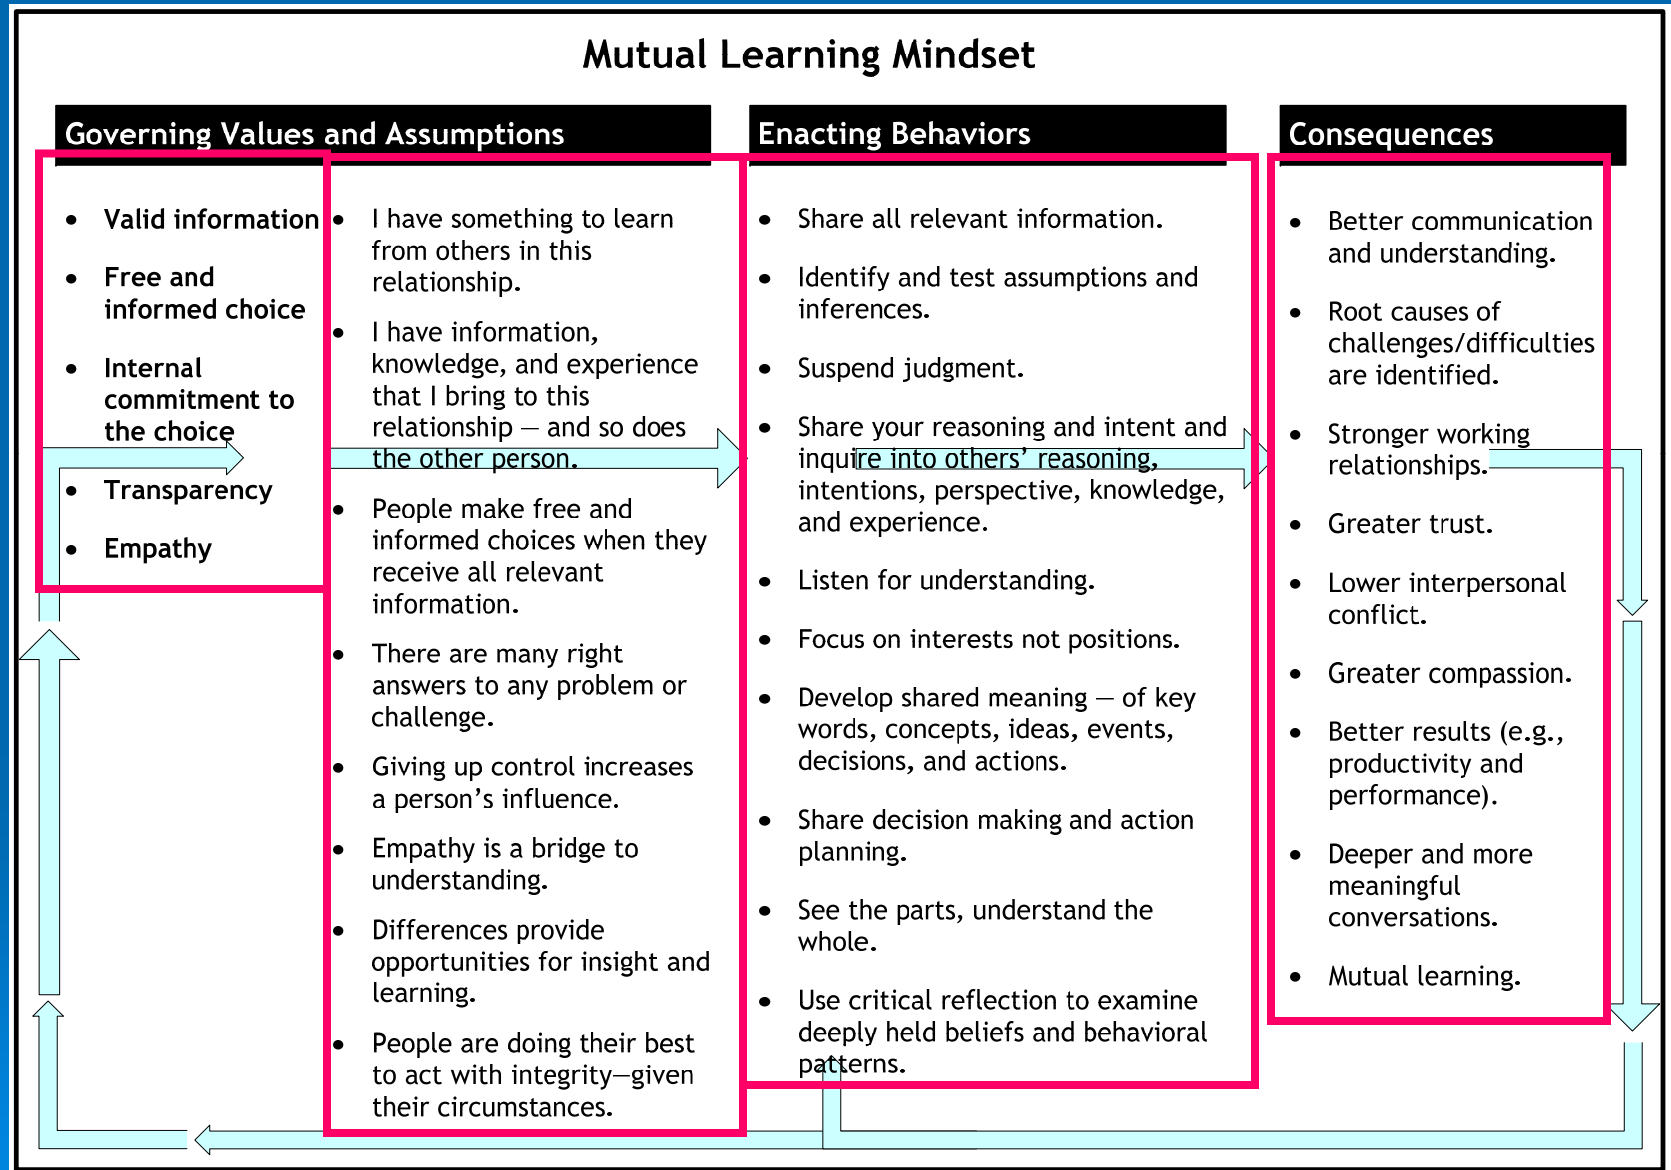 Mutual Learning Mindset
Governing Values and Assumptions
• Valid information
• Free and
informed choice
• Internal
commitment to
the choice
• Transparency
• Empathy
• I have something to learn
from others in this
relationship.
• I have information,
knowledge, and experience
that I bring to this
relationship — and so does
the other person.
• People make free and
informed choices when they
receive all relevant
information.
• There are many right
answers to any problem or
challenge.
• Giving up control increases
a person’s influence.
• Empathy is a bridge to
understanding.
• Differences provide
opportunities for insight and
learning.
• People are doing their best
to act with integrity—given
their circumstances.
Enacting Behaviors
• Share all relevant information.
• Identify and test assumptions and
inferences.
• Suspend judgment.
• Share your reasoning and intent and
inquire into others’ reasoning,
intentions, perspective, knowledge,
and experience.
• Listen for understanding.
• Focus on interests not positions.
• Develop shared meaning — of key
words, concepts, ideas, events,
decisions, and actions.
• Share decision making and action
planning.
• See the parts, understand the
whole.
• Use critical reflection to examine
deeply held beliefs and behavioral
patterns.
Consequences
• Better communication
and understanding.
• Root causes of
challenges/difficulties
are identified.
• Stronger working
relationships.
• Greater trust.
• Lower interpersonal
conflict.
• Greater compassion.
• Better results (e.g.,
productivity and
performance).
• Deeper and more
meaningful
conversations.
• Mutual learning.